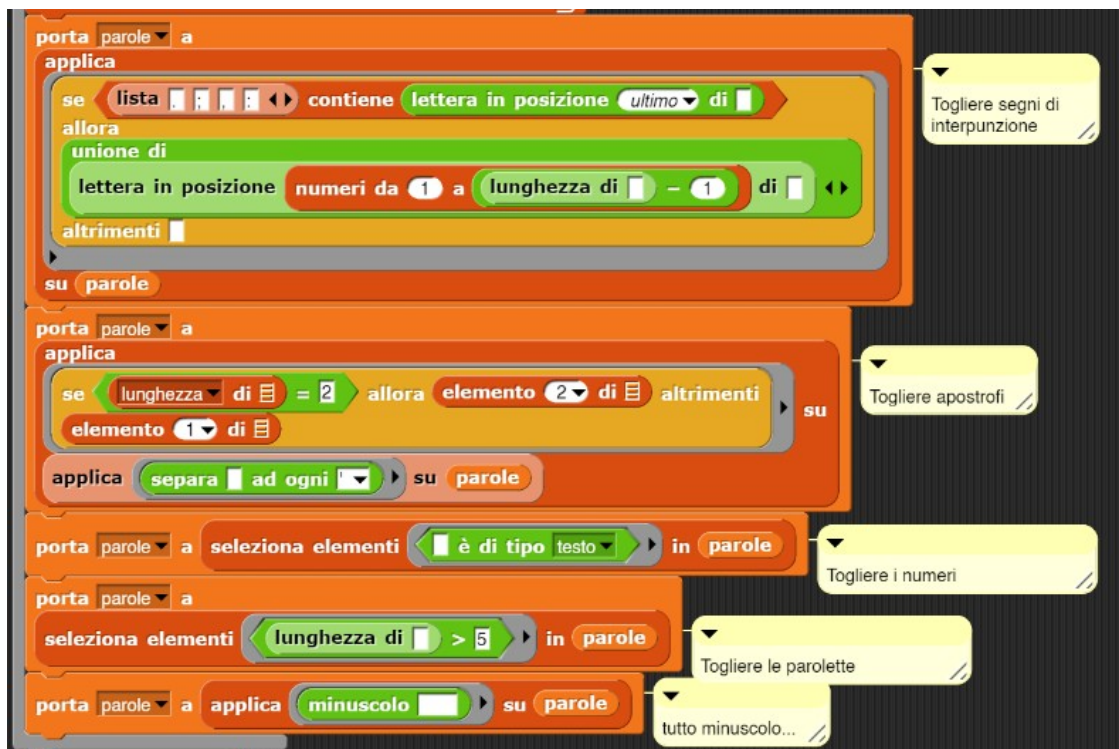 porta parole a
applica
se lista . ; , : contiene lettera in posizione ultimo di
allora
unione di
lettera in posizione numeri da 1 a lunghezza di - 1 di
altrimenti
su parole
Togliere segni di
interpunzione
porta parole a
applica
se lunghezza di = 2 allora elemento 2 di altrimenti
elemento 1 di
su
applica separa ad ogni ' su parole
Togliere apostrofi
porta parole a seleziona elementi è di tipo testo in parole
Togliere i numeri
porta parole a
seleziona elementi lunghezza di > 5 in parole
Togliere le parolette
porta parole a applica minuscolo su parole
tutto minuscolo...